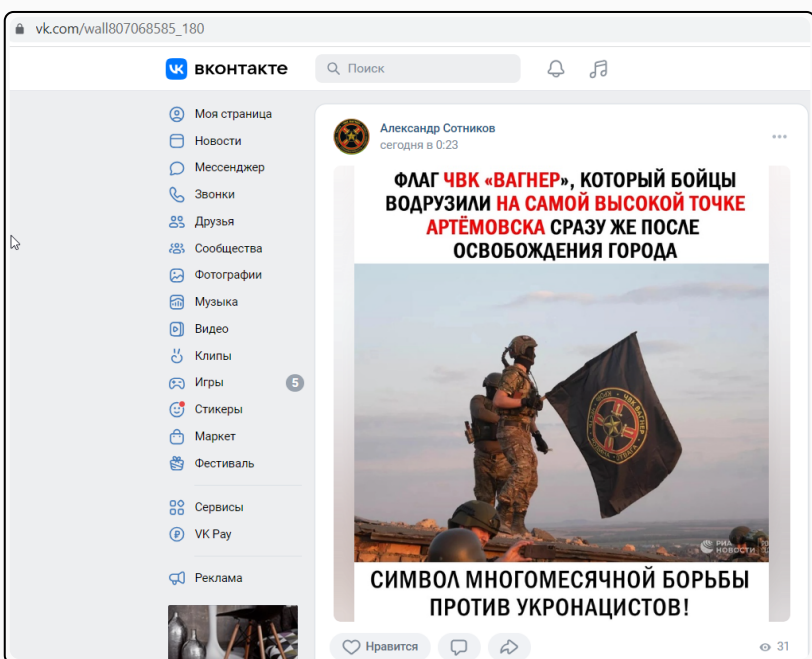 vk.com/wall807068585_180
вконтакте
Поиск
Моя страница
Новости
Мессенджер
Звонки
Друзья
Сообщества
Фотографии
Музыка
Видео
Клипы
Игры
5
Стикеры
Маркет
Фестиваль
Сервисы
VK Pay
Реклама
Александр Сотников
сегодня в 0:23
ФЛАГ ЧВК «ВАГНЕР», КОТОРЫЙ БОЙЦЫ
ВОДРУЗИЛИ НА САМОЙ ВЫСОКОЙ ТОЧКЕ
АРТЁМОВСКА СРАЗУ ЖЕ ПОСЛЕ
ОСВОБОЖДЕНИЯ ГОРОДА
ЧВК ВАГНЕР
РИА
НОВОСТИ
СИМВОЛ МНОГОМЕСЯЧНОЙ БОРЬБЫ
ПРОТИВ УКРОНАЦИСТОВ!
Нравится
31